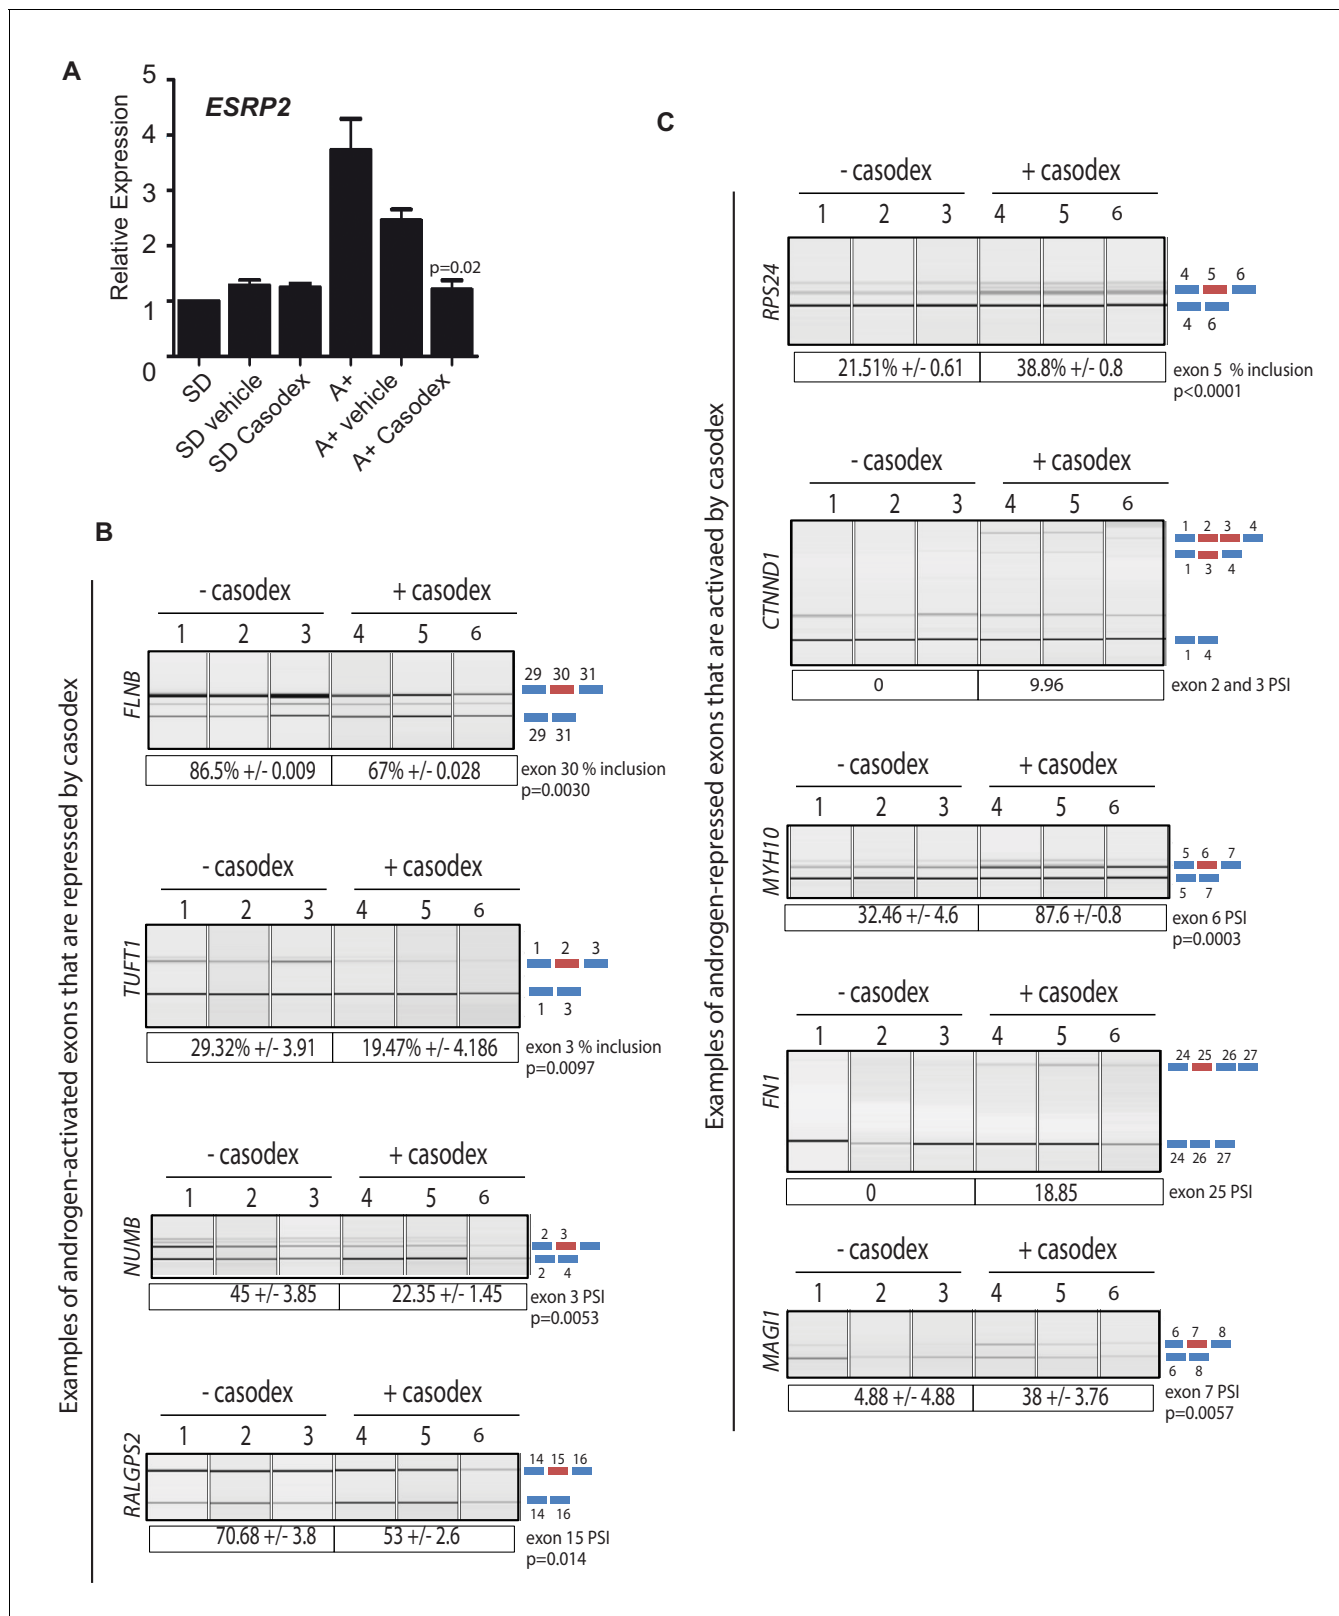 A
5
4
3
2
1
0
Relative Expression
ESRP2
p=0.02
SD
SD vehicle
SD Casodex
A+
A+ vehicle
A+ Casodex
B
Examples of androgen-activated exons that are repressed by casodex
- casodex + casodex
1 2 3 4 5 6
FLNB
29 30 31
29 31
86.5% +/- 0.009 67% +/- 0.028
exon 30 % inclusion
p=0.0030
- casodex + casodex
1 2 3 4 5 6
TUFT1
1 2 3
1 3
29.32% +/- 3.91 19.47% +/- 4.186
exon 3 % inclusion
p=0.0097
- casodex + casodex
1 2 3 4 5 6
NUMB
2 3
2 4
45 +/- 3.85 22.35 +/- 1.45
exon 3 PSI
p=0.0053
- casodex + casodex
1 2 3 4 5 6
RALGPS2
14 15 16
14 16
70.68 +/- 3.8 53 +/- 2.6
exon 15 PSI
p=0.014
C
Examples of androgen-repressed exons that are activaed by casodex
- casodex + casodex
1 2 3 4 5 6
RPS24
4 5 6
4 6
21.51% +/- 0.61 38.8% +/- 0.8
exon 5 % inclusion
p<0.0001
- casodex + casodex
1 2 3 4 5 6
CTNND1
1 2 3 4
1 3 4
1 4
0 9.96
exon 2 and 3 PSI
- casodex + casodex
1 2 3 4 5 6
MYH10
5 6 7
5 7
32.46 +/- 4.6 87.6 +/- 0.8
exon 6 PSI
p=0.0003
- casodex + casodex
1 2 3 4 5 6
FN1
24 25 26 27
24 26 27
0 18.85
exon 25 PSI
- casodex + casodex
1 2 3 4 5 6
MAGI1
6 7 8
6 8
4.88 +/- 4.88 38 +/- 3.76
exon 7 PSI
p=0.0057